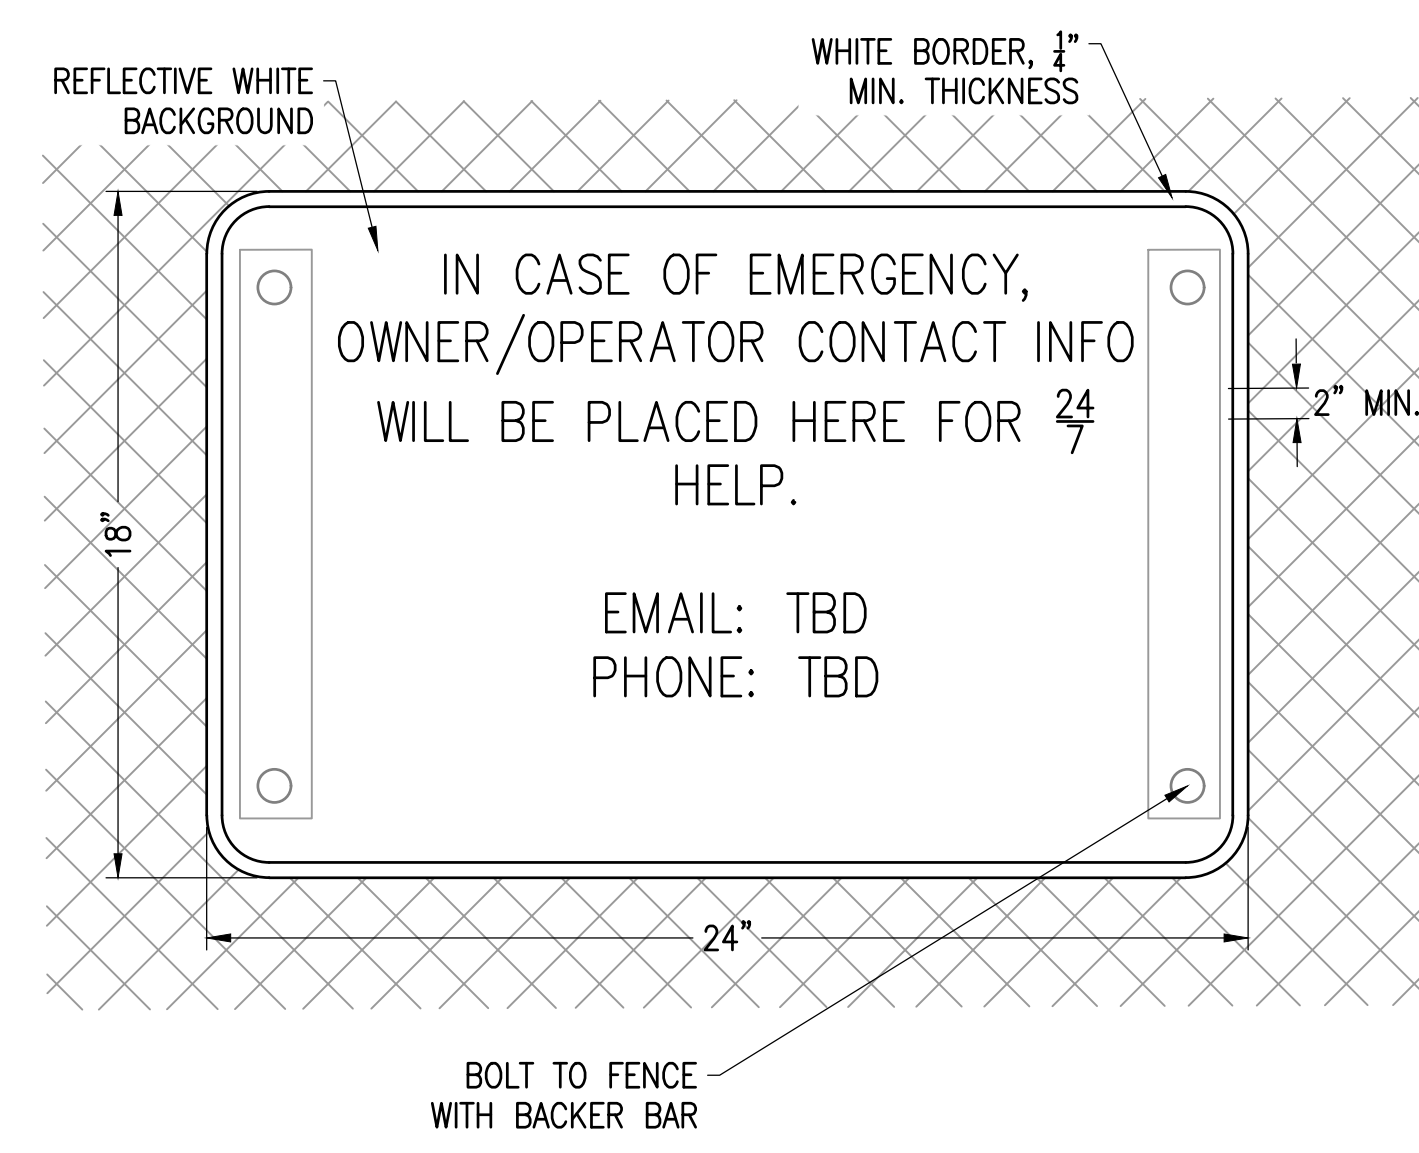 WHITE BORDER, 1/4"
MIN. THICKNESS
REFLECTIVE WHITE
BACKGROUND
IN CASE OF EMERGENCY,
OWNER/OPERATOR CONTACT INFO
WILL BE PLACED HERE FOR 24/7
HELP.
2" MIN.
18"
EMAIL: TBD
PHONE: TBD
24"
BOLT TO FENCE
WITH BACKER BAR